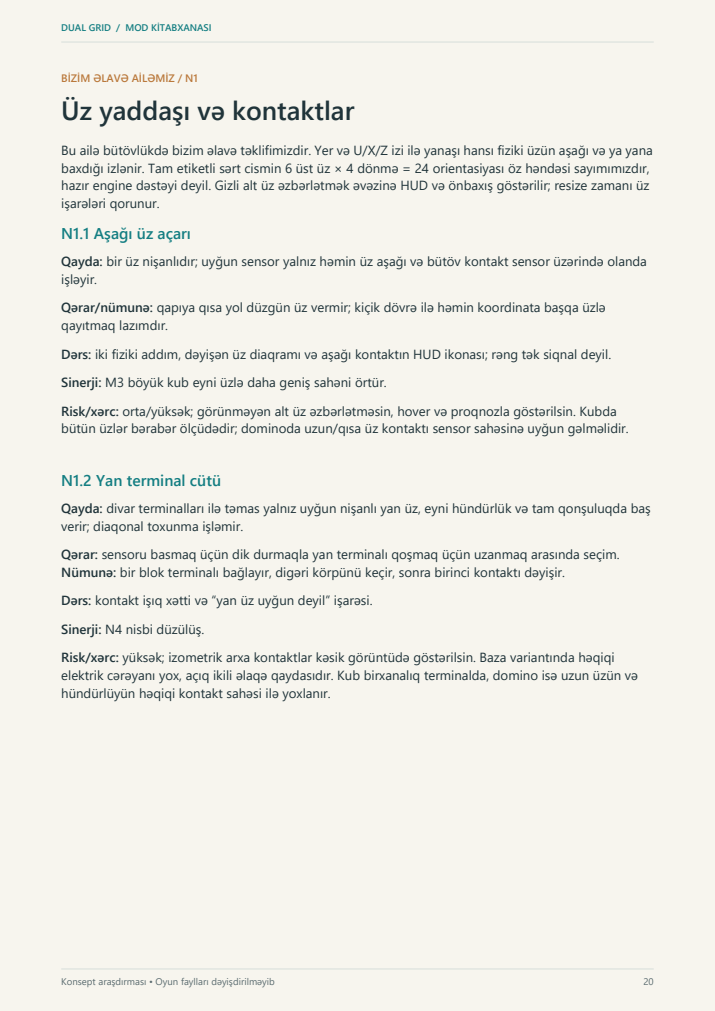 DUAL GRID / MOD KİTABXANASI
BİZİM ƏLAVƏ AİLƏMİZ / N1
Üz yaddaşı və kontaktlar
Bu ailə bütövlükdə bizim əlavə təklifimizdir. Yer və U/X/Z izi ilə yanaşı hansı fiziki üzün aşağı və ya yana
baxdığı izlənir. Tam etiketli sərt cismin 6 üst üz × 4 dönmə = 24 orientasiyası öz həndəsi sayımımızdır,
hazır engine dəstəyi deyil. Gizli alt üz əzbərlətmək əvəzinə HUD və önbaxış göstərilir; resize zamanı üz
işarələri qorunur.
N1.1 Aşağı üz açarı
Qayda: bir üz nişanlıdır; uyğun sensor yalnız həmin üz aşağı və bütöv kontakt sensor üzərində olanda
işləyir.
Qərar/nümunə: qapıya qısa yol düzgün üz vermir; kiçik dövrə ilə həmin koordinata başqa üzlə
qayıtmaq lazımdır.
Dərs: iki fiziki addım, dəyişən üz diaqramı və aşağı kontaktın HUD ikonası; rəng tək siqnal deyil.
Sinerji: M3 böyük kub eyni üzlə daha geniş sahəni örtür.
Risk/xərc: orta/yüksək; görünməyən alt üz əzbərlətməsin, hover və proqnozla göstərilsin. Kubda
bütün üzlər bərabər ölçüdədir; dominoda uzun/qısa üz kontaktı sensor sahəsinə uyğun gəlməlidir.
N1.2 Yan terminal cütü
Qayda: divar terminalları ilə təmas yalnız uyğun nişanlı yan üz, eyni hündürlük və tam qonşuluqda baş
verir; diaqonal toxunma işləmir.
Qərar: sensoru basmaq üçün dik durmaqla yan terminalı qoşmaq üçün uzanmaq arasında seçim.
Nümunə: bir blok terminalı bağlayır, digəri körpünü keçir, sonra birinci kontaktı dəyişir.
Dərs: kontakt işıq xətti və “yan üz uyğun deyil” işarəsi.
Sinerji: N4 nisbi düzülüş.
Risk/xərc: yüksək; izometrik arxa kontaktlar kəsik görüntüdə göstərilsin. Baza variantında həqiqi
elektrik cərəyanı yox, açıq ikili əlaqə qaydasıdır. Kub birxanalıq terminalda, domino isə uzun üzün və
hündürlüyün həqiqi kontakt sahəsi ilə yoxlanır.
Konsept araşdırması • Oyun faylları dəyişdirilməyib
20